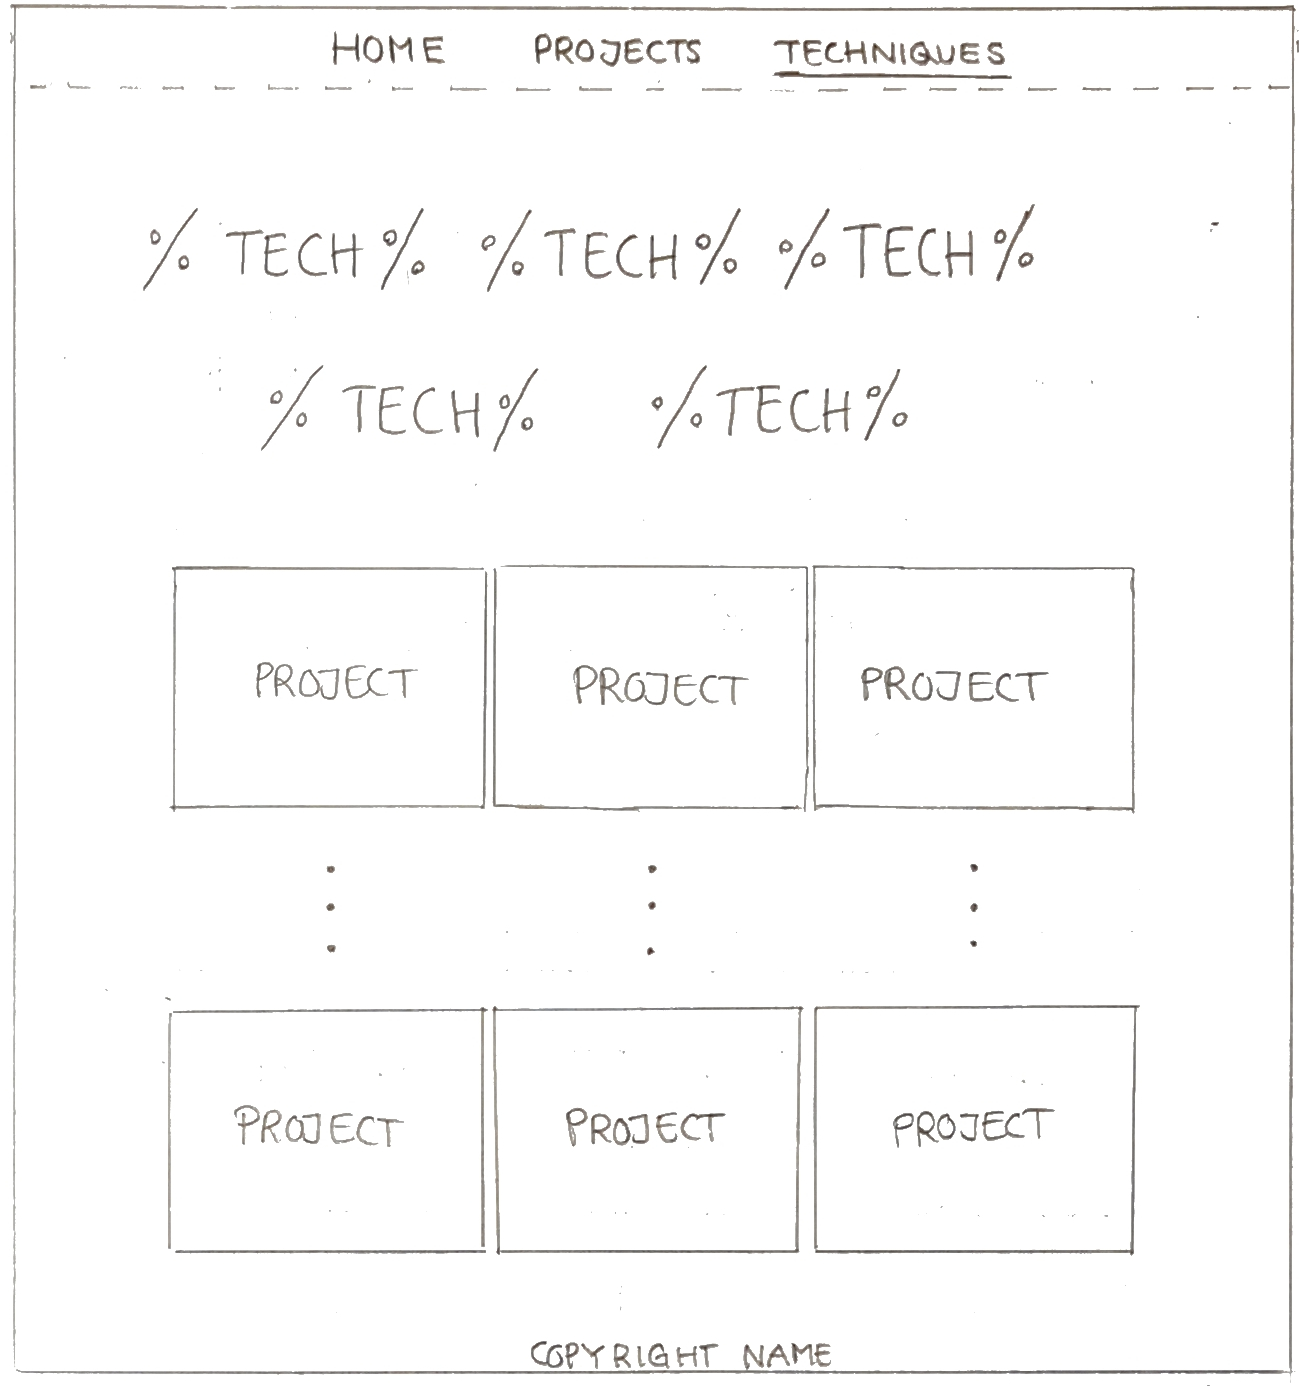 HOME PROJECTS TECHNIQUES
% TECH % % TECH % % TECH %
% TECH % % TECH %
PROJECT PROJECT PROJECT
PROJECT PROJECT PROJECT
COPYRIGHT NAME